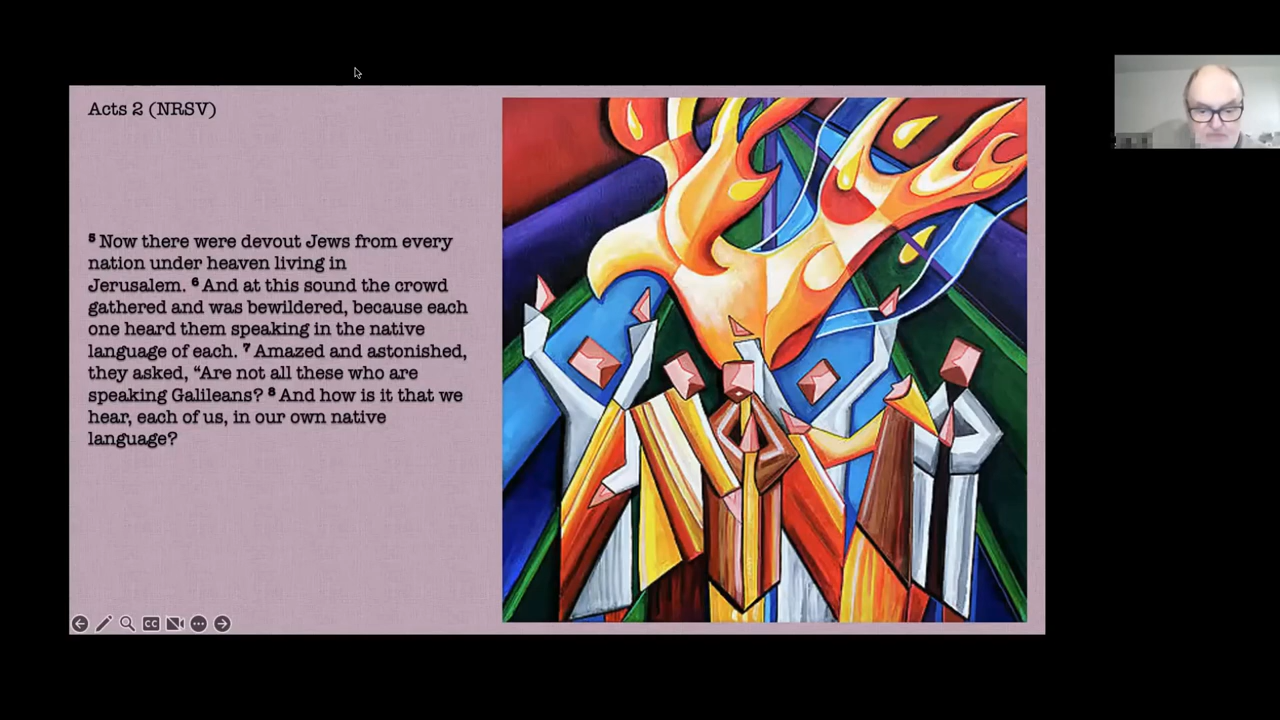 Acts 2 (NRSV)
⁵ Now there were devout Jews from every
nation under heaven living in
Jerusalem. ⁶ And at this sound the crowd
gathered and was bewildered, because each
one heard them speaking in the native
language of each. ⁷ Amazed and astonished,
they asked, “Are not all these who are
speaking Galileans? ⁸ And how is it that we
hear, each of us, in our own native
language?
CC